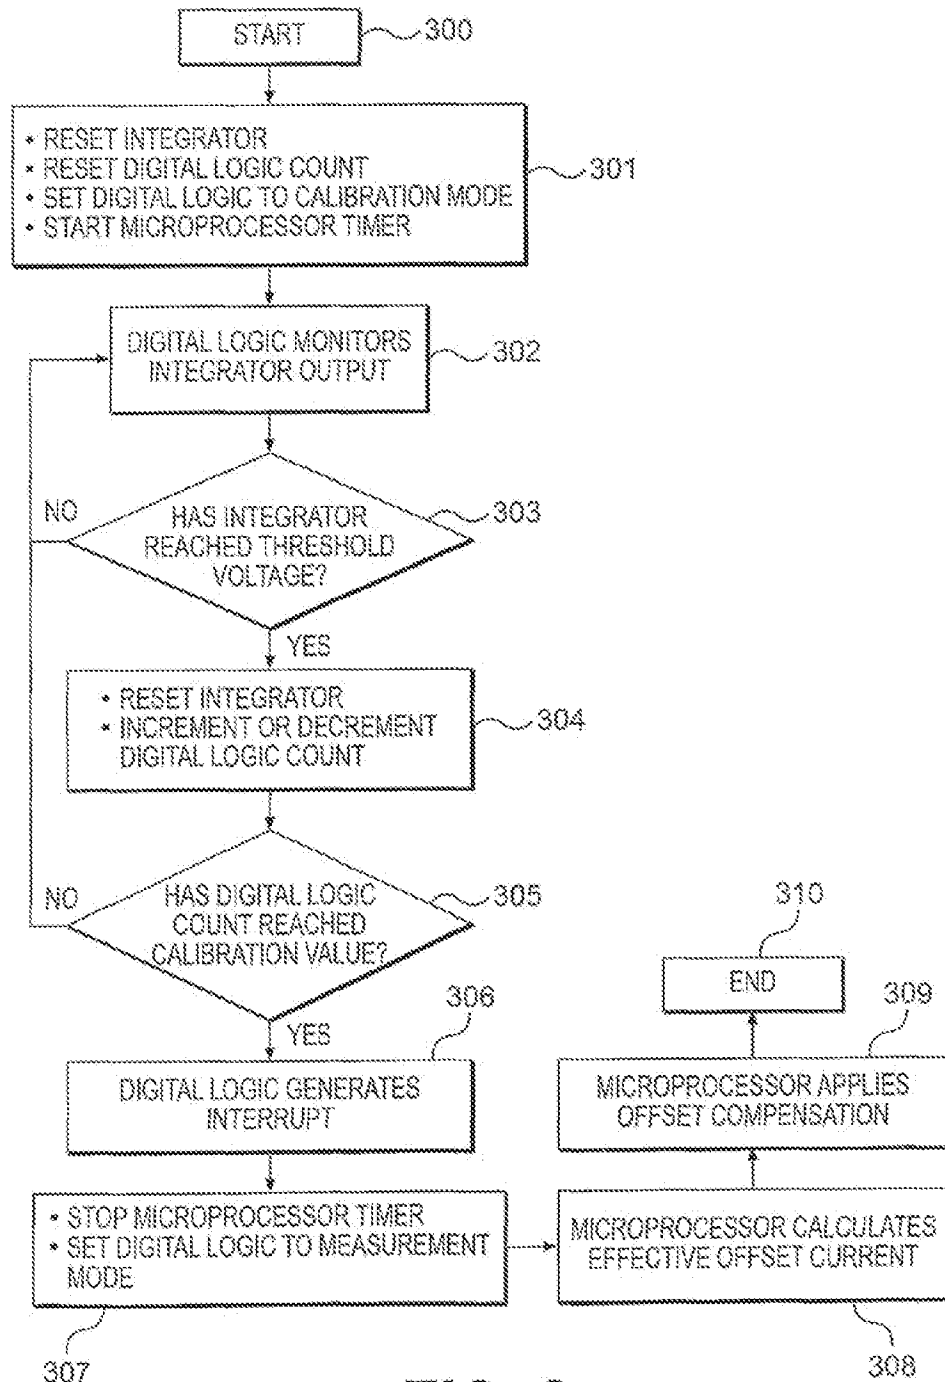 START
300
• RESET INTEGRATOR
• RESET DIGITAL LOGIC COUNT
• SET DIGITAL LOGIC TO CALIBRATION MODE
• START MICROPROCESSOR TIMER
301
DIGITAL LOGIC MONITORS
INTEGRATOR OUTPUT
302
NO
HAS INTEGRATOR
REACHED THRESHOLD
VOLTAGE?
303
YES
• RESET INTEGRATOR
• INCREMENT OR DECREMENT
DIGITAL LOGIC COUNT
304
NO
HAS DIGITAL LOGIC
COUNT REACHED
CALIBRATION VALUE?
305
YES
306
DIGITAL LOGIC GENERATES
INTERRUPT
• STOP MICROPROCESSOR TIMER
• SET DIGITAL LOGIC TO MEASUREMENT
MODE
307
MICROPROCESSOR CALCULATES
EFFECTIVE OFFSET CURRENT
308
MICROPROCESSOR APPLIES
OFFSET COMPENSATION
309
END
310